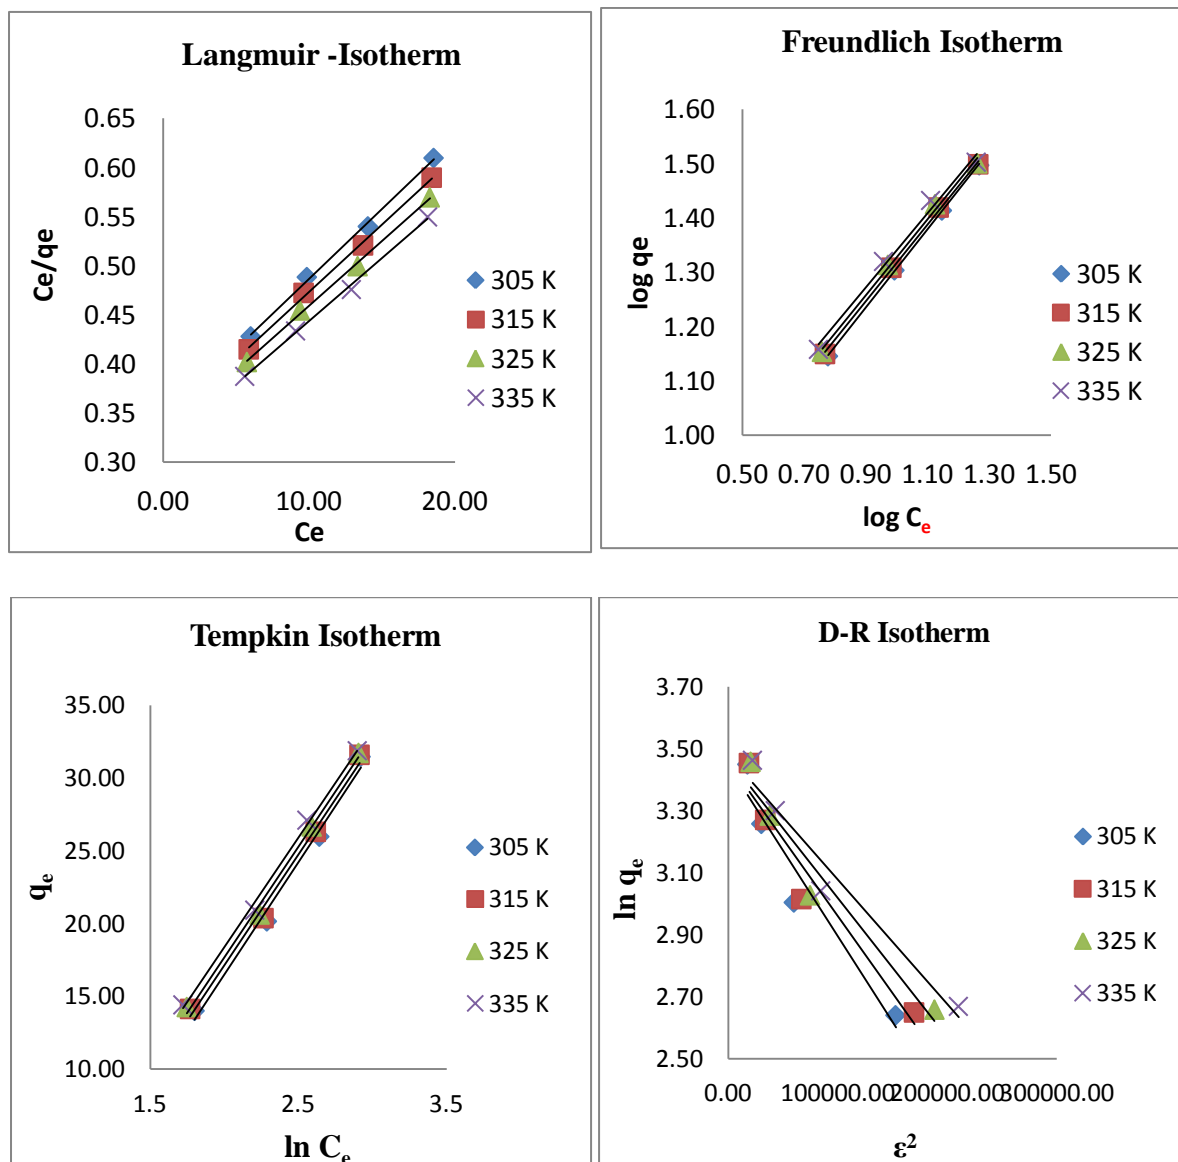 Langmuir -Isotherm
0.65
0.60
0.55
0.50
0.45
0.40
0.35
0.30
0.00 10.00 20.00
Ce/qe
Ce
305 K
315 K
325 K
335 K
Freundlich Isotherm
1.60
1.50
1.40
1.30
1.20
1.10
1.00
0.50 0.70 0.90 1.10 1.30 1.50
log qe
log Ce
305 K
315 K
325 K
335 K
Tempkin Isotherm
35.00
30.00
25.00
20.00
15.00
10.00
1.5 2.5 3.5
qe
ln Ce
305 K
315 K
325 K
335 K
D-R Isotherm
3.70
3.30
3.30
2.90
2.70
2.50
0.00 100000.00 200000.00 300000.00
ln qe
ε²
305 K
315 K
325 K
335 K